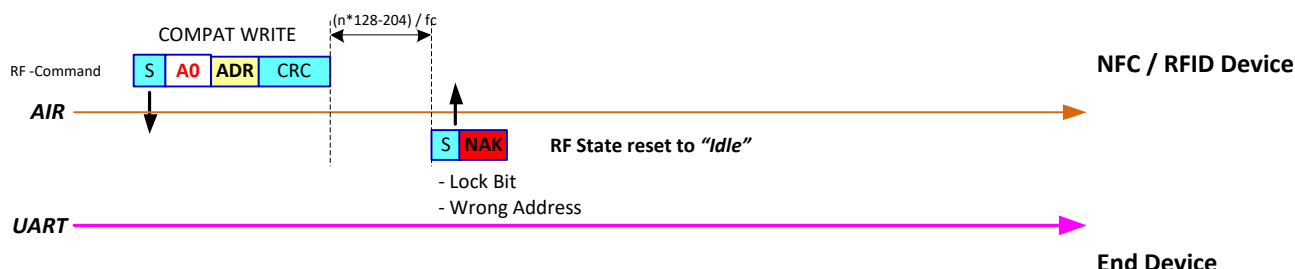 (n*128-204) / fc
COMPAT WRITE
RF -Command
S A0 ADR CRC
NFC / RFID Device
AIR
S NAK
RF State reset to “Idle”
- Lock Bit
- Wrong Address
UART
End Device